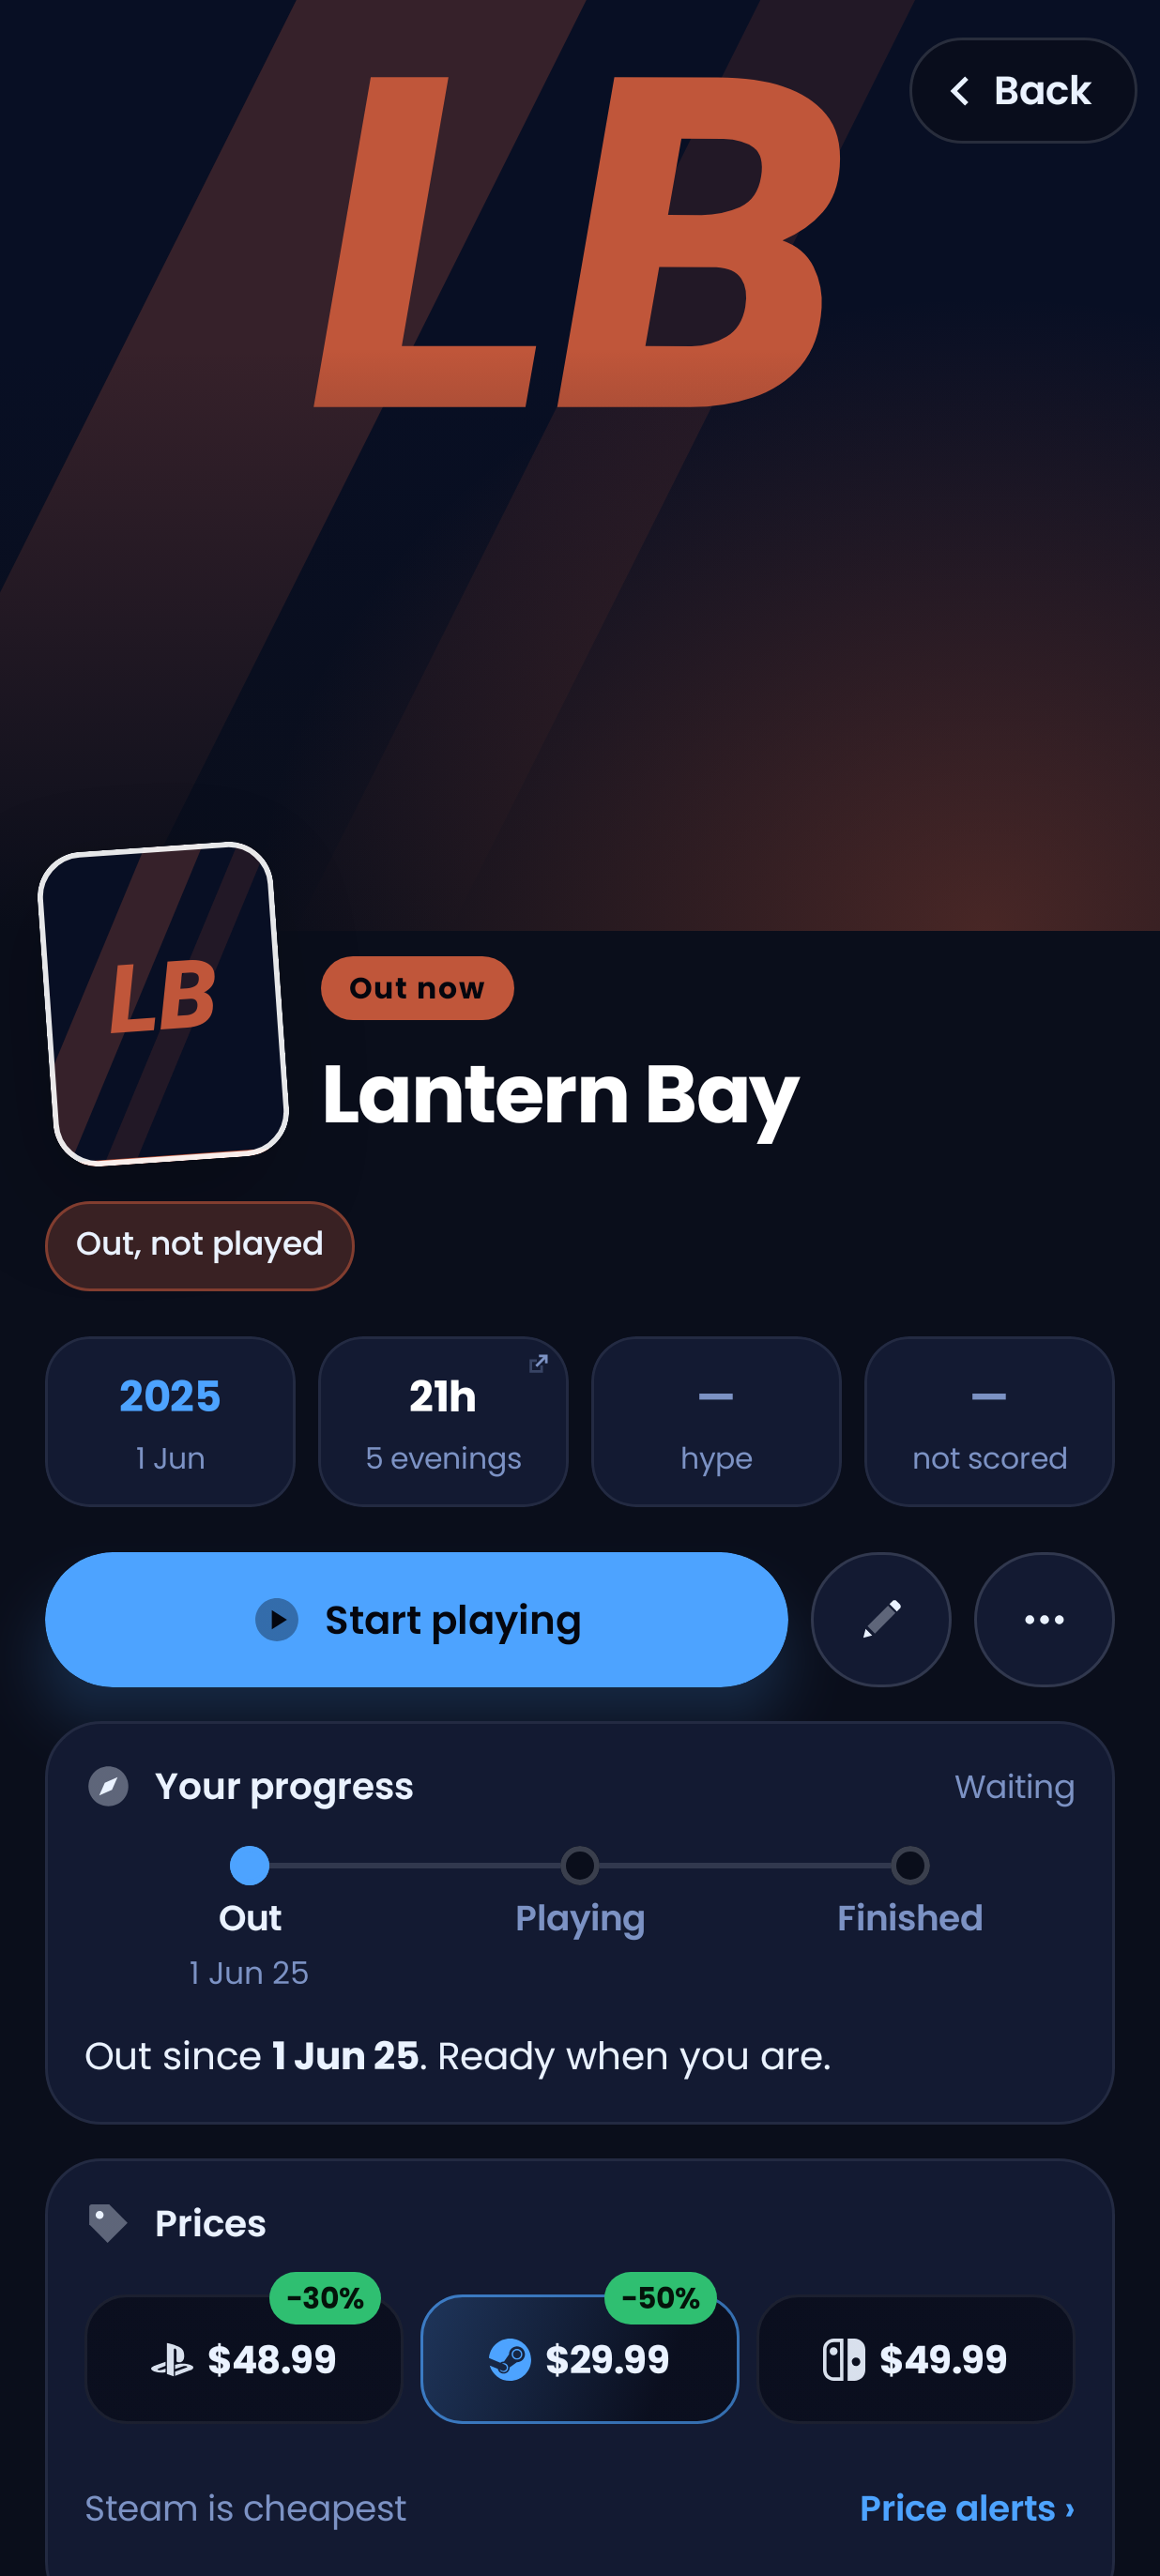 LB
Back
LB
Out now
Lantern Bay
Out, not played
2025
1 Jun
21h
5 evenings
—
hype
—
not scored
Start playing
Your progress
Waiting
Out
Playing
Finished
1 Jun 25
Out since 1 Jun 25. Ready when you are.
Prices
-30%
$48.99
-50%
$29.99
$49.99
Steam is cheapest
Price alerts ›